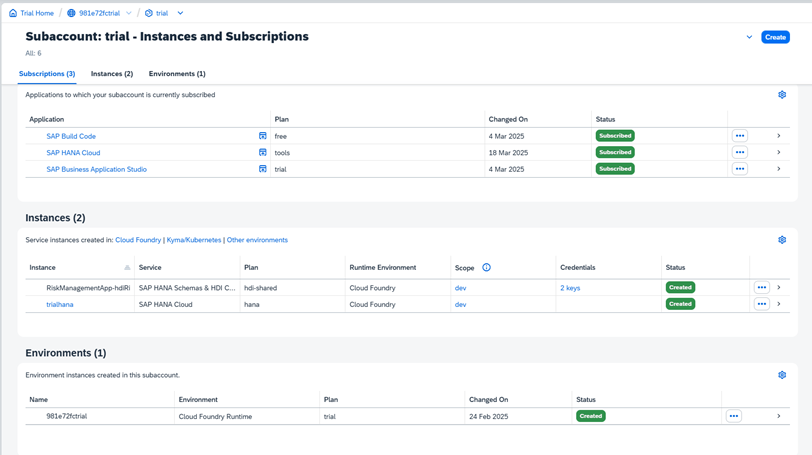 Trial Home / 981e72fctrial / trial
Subaccount: trial - Instances and Subscriptions
Create
All: 6
Subscriptions (3) Instances (2) Environments (1)
Applications to which your subaccount is currently subscribed
Application Plan Changed On Status
SAP Build Code free 4 Mar 2025 Subscribed
SAP HANA Cloud tools 18 Mar 2025 Subscribed
SAP Business Application Studio trial 4 Mar 2025 Subscribed
Instances (2)
Service instances created in: Cloud Foundry | Kyma/Kubernetes | Other environments
Instance Service Plan Runtime Environment Scope Credentials Status
RiskManagementApp-hdiRi SAP HANA Schemas & HDI C... hdi-shared Cloud Foundry dev 2 keys Created
trialhana SAP HANA Cloud hana Cloud Foundry dev Created
Environments (1)
Environment instances created in this subaccount.
Name Environment Plan Changed On Status
981e72fctrial Cloud Foundry Runtime trial 24 Feb 2025 Created